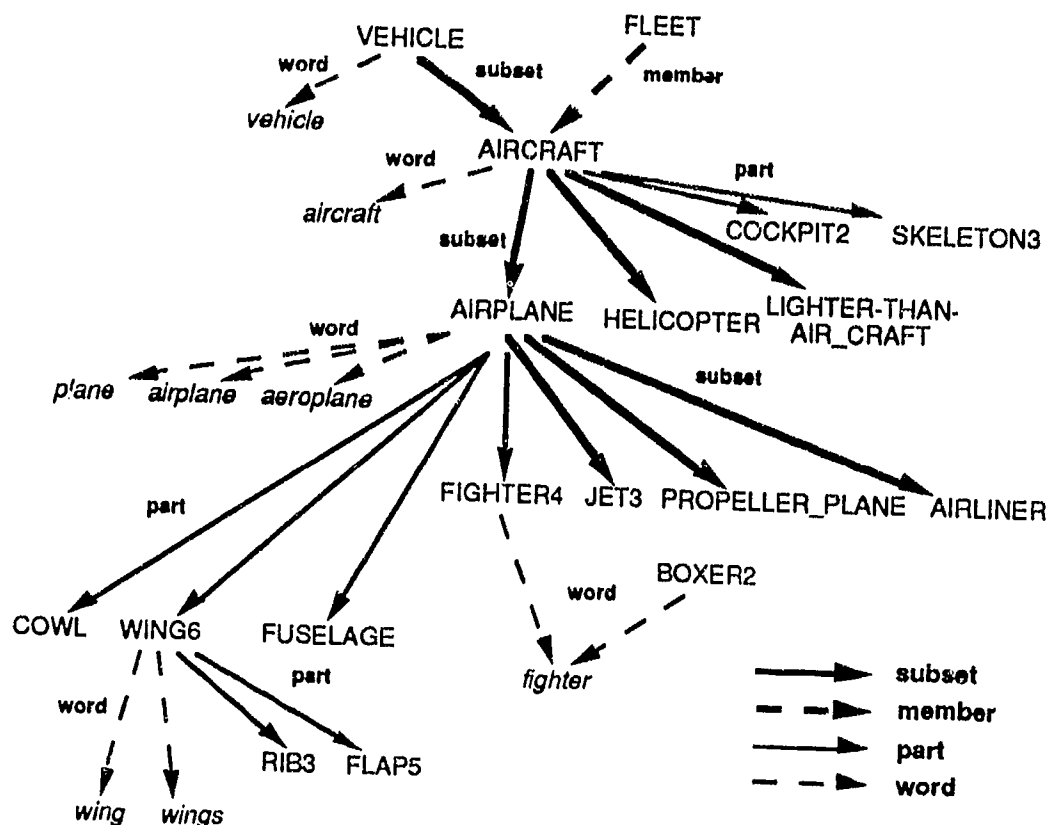 FLEET
VEHICLE
word
subset
member
vehicle
AIRCRAFT
word
part
aircraft
COCKPIT2
SKELETON3
subset
AIRPLANE
HELICOPTER
LIGHTER-THAN-
AIR_CRAFT
word
subset
plane
airplane
aeroplane
part
FIGHTER4
JET3
PROPELLER_PLANE
AIRLINER
BOXER2
word
COWL
WING6
FUSELAGE
fighter
part
word
subset
member
RIB3
FLAP5
part
word
wing
wings